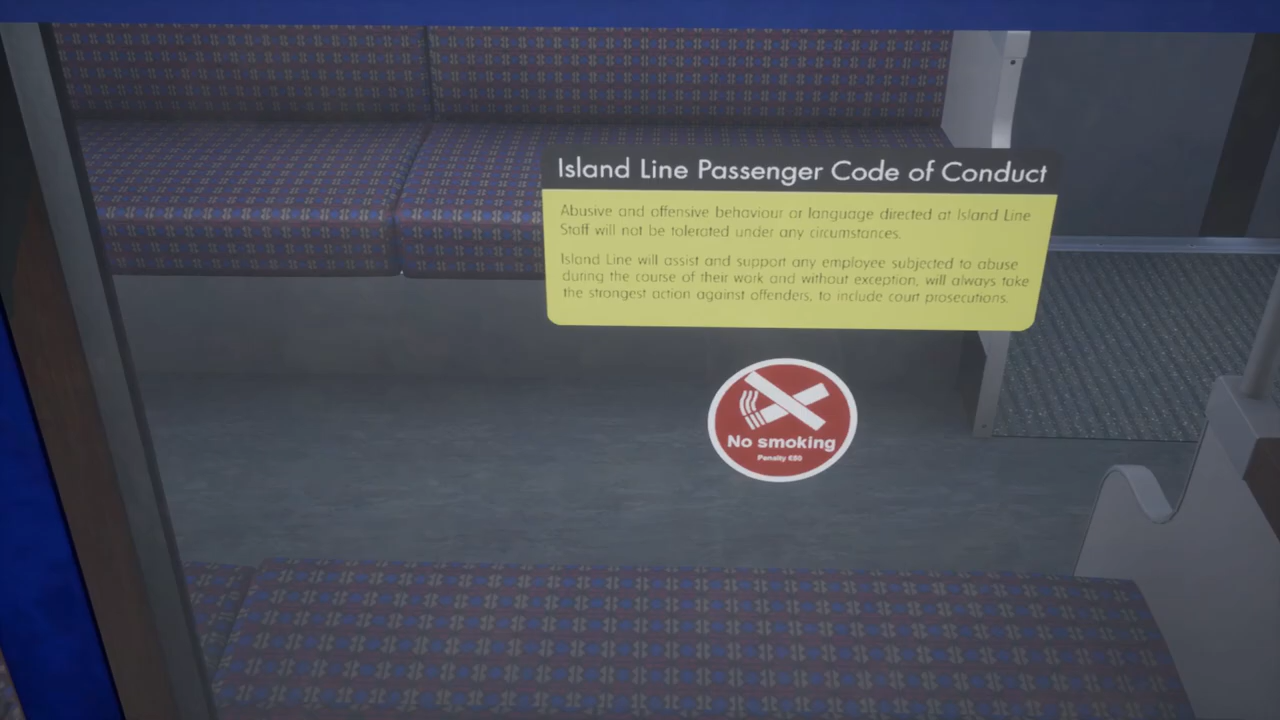 Island Line Passenger Code of Conduct
Abusive and offensive behaviour or language directed at Island Line
Staff will not be tolerated under any circumstances.
Island Line will assist and support any employee subjected to abuse
during the course of their work and without exception, will always take
the strongest action against offenders, to include court prosecutions.
No smoking
Penalty